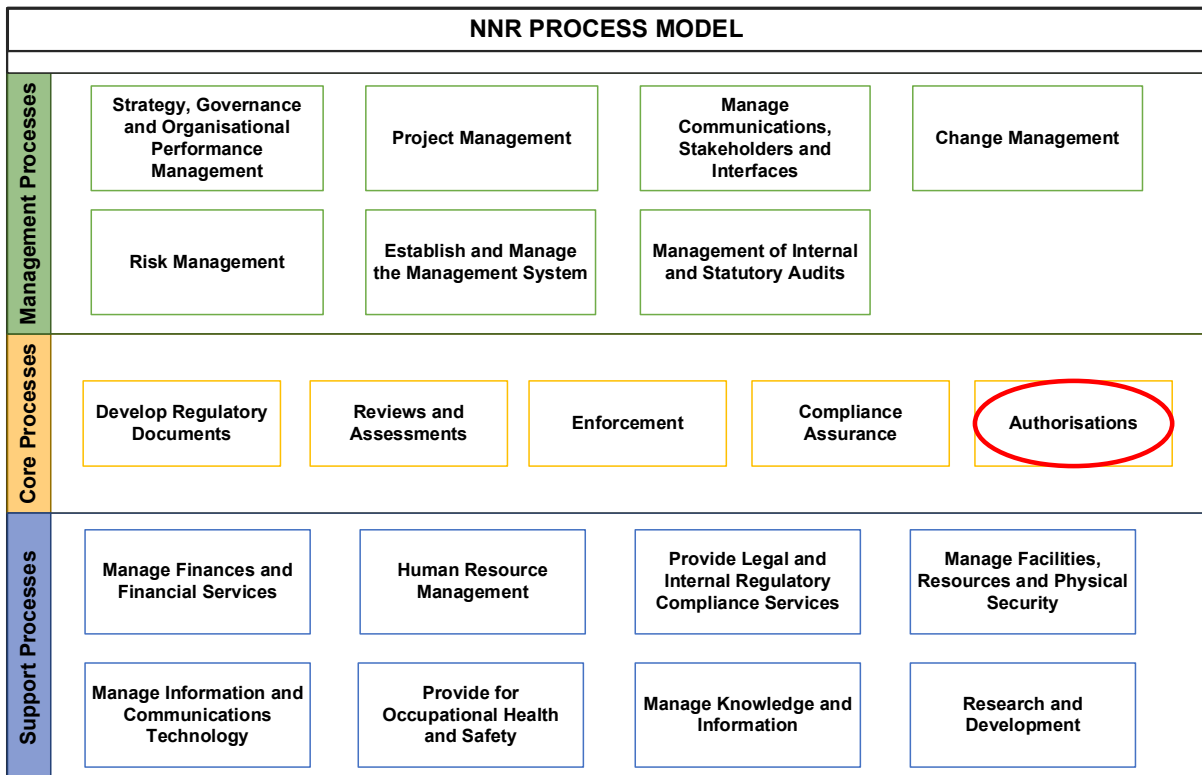 NNR PROCESS MODEL
Management Processes
Strategy, Governance
and Organisational
Performance
Management
Project Management
Manage
Communications,
Stakeholders and
Interfaces
Change Management
Risk Management
Establish and Manage
the Management System
Management of Internal
and Statutory Audits
Core Processes
Develop Regulatory
Documents
Reviews and
Assessments
Enforcement
Compliance
Assurance
Authorisations
Support Processes
Manage Finances and
Financial Services
Human Resource
Management
Provide Legal and
Internal Regulatory
Compliance Services
Manage Facilities,
Resources and Physical
Security
Manage Information and
Communications
Technology
Provide for
Occupational Health
and Safety
Manage Knowledge and
Information
Research and
Development